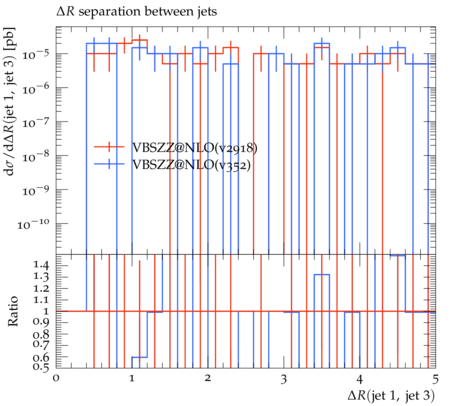 ΔR separation between jets
dσ/dΔR(jet 1, jet 3) [pb]
10⁻⁵
10⁻⁶
10⁻⁷
10⁻⁸
10⁻⁹
10⁻¹⁰
VBSZZ@NLO(v2918)
VBSZZ@NLO(v352)
Ratio
1.4
1.3
1.2
1.1
1
0.9
0.8
0.7
0.6
0.5
0 1 2 3 4 5
ΔR(jet 1, jet 3)